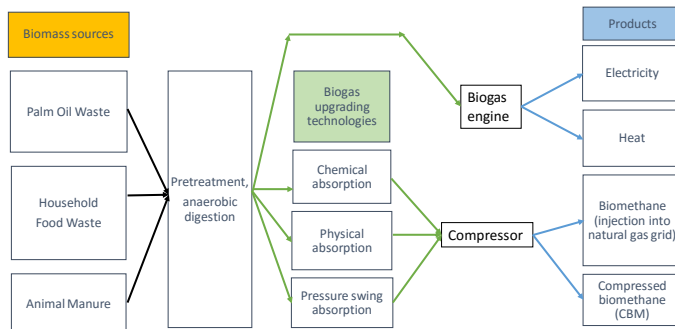 Biomass sources
Palm Oil Waste
Household
Food Waste
Animal Manure
Pretreatment,
anaerobic
digestion
Biogas
upgrading
technologies
Chemical
absorption
Physical
absorption
Pressure swing
absorption
Biogas
engine
Compressor
Products
Electricity
Heat
Biomethane
(injection into
natural gas grid)
Compressed
biomethane
(CBM)